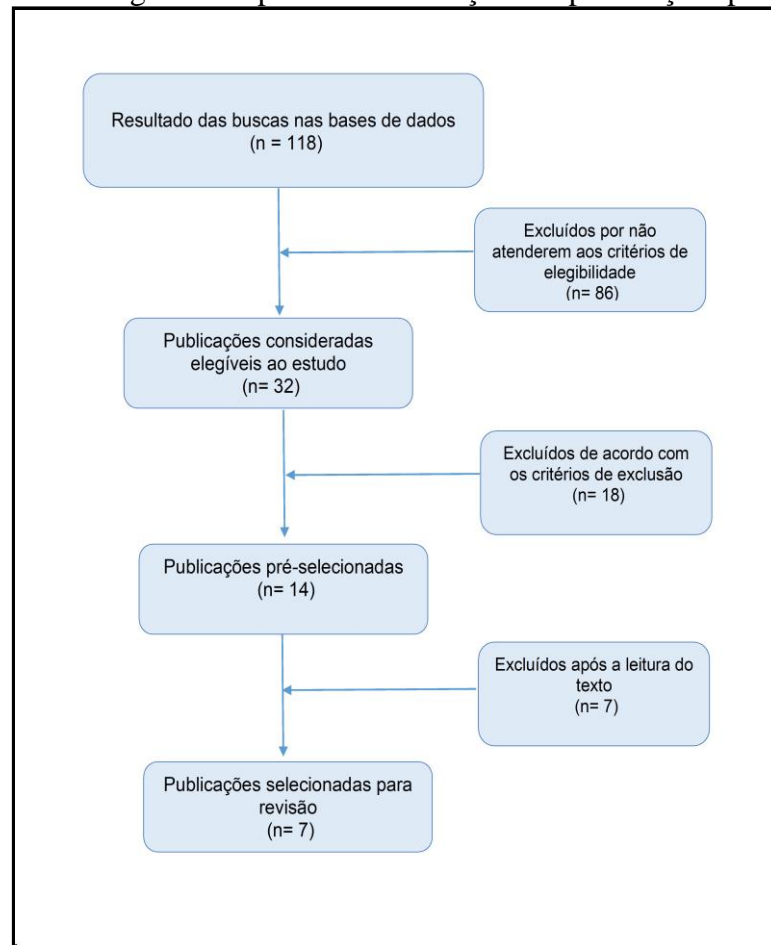 Resultado das buscas nas bases de dados
(n = 118)
Excluídos por não
atenderem aos critérios de
elegibilidade
(n= 86)
Publicações consideradas
elegíveis ao estudo
(n= 32)
Excluídos de acordo com
os critérios de exclusão
(n= 18)
Publicações pré-selecionadas
(n= 14)
Excluídos após a leitura do
texto
(n= 7)
Publicações selecionadas para
revisão
(n= 7)